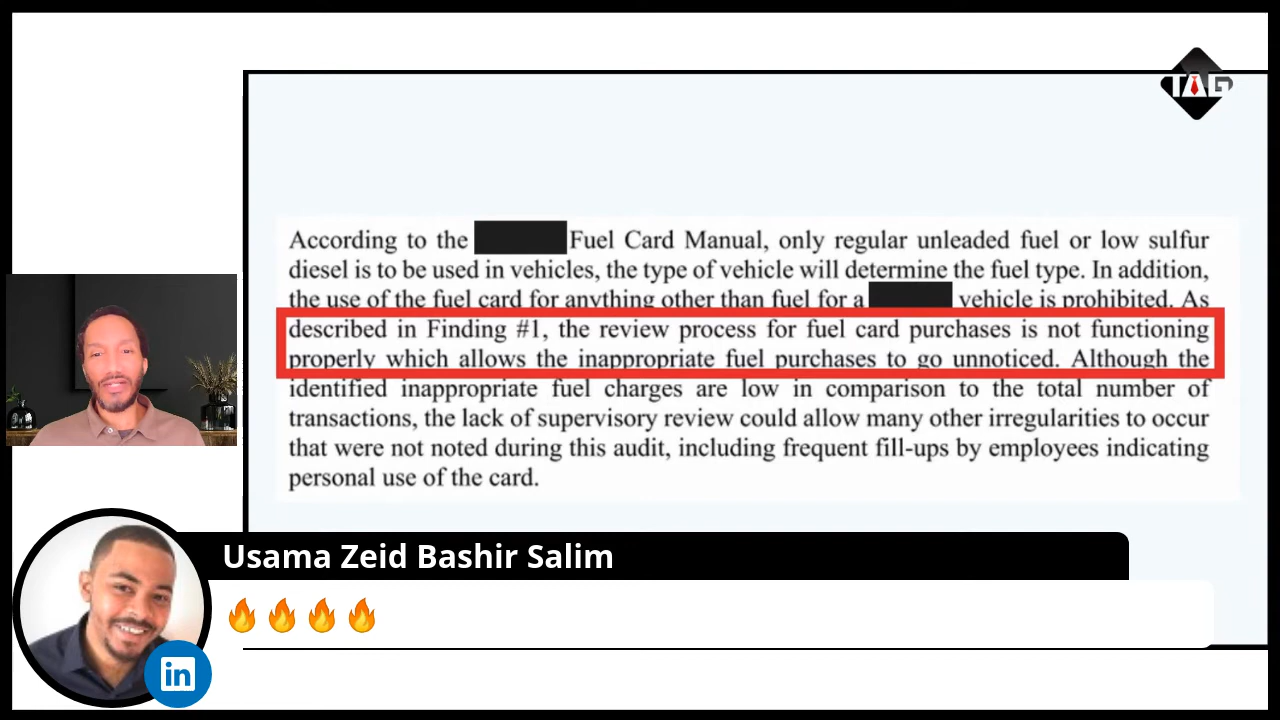 TAG
According to the Fuel Card Manual, only regular unleaded fuel or low sulfur
diesel is to be used in vehicles, the type of vehicle will determine the fuel type. In addition,
the use of the fuel card for anything other than fuel for a vehicle is prohibited. As
described in Finding #1, the review process for fuel card purchases is not functioning
properly which allows the inappropriate fuel purchases to go unnoticed. Although the
identified inappropriate fuel charges are low in comparison to the total number of
transactions, the lack of supervisory review could allow many other irregularities to occur
that were not noted during this audit, including frequent fill-ups by employees indicating
personal use of the card.
Usama Zeid Bashir Salim
🔥🔥🔥🔥
in